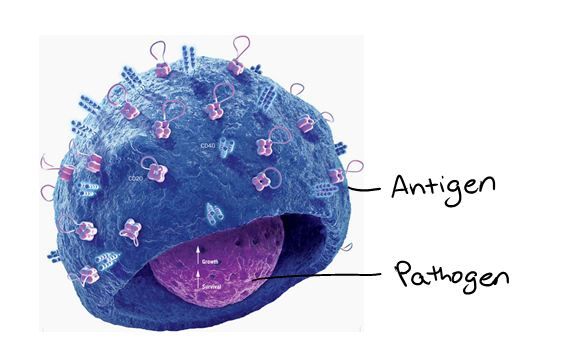 CD40
CD20
Antigen
Growth
Survival
Pathogen